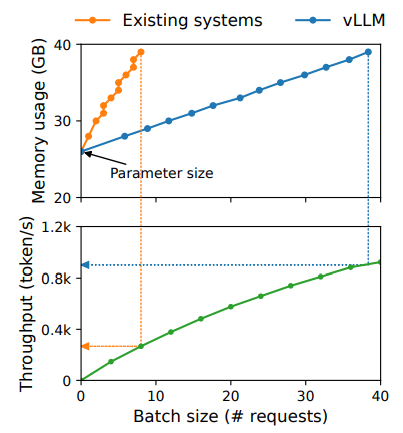 Existing systems
vLLM
Memory usage (GB)
40
30
20
Parameter size
Throughput (token/s)
1.2k
0.8k
0.4k
0
0 10 20 30 40
Batch size (# requests)